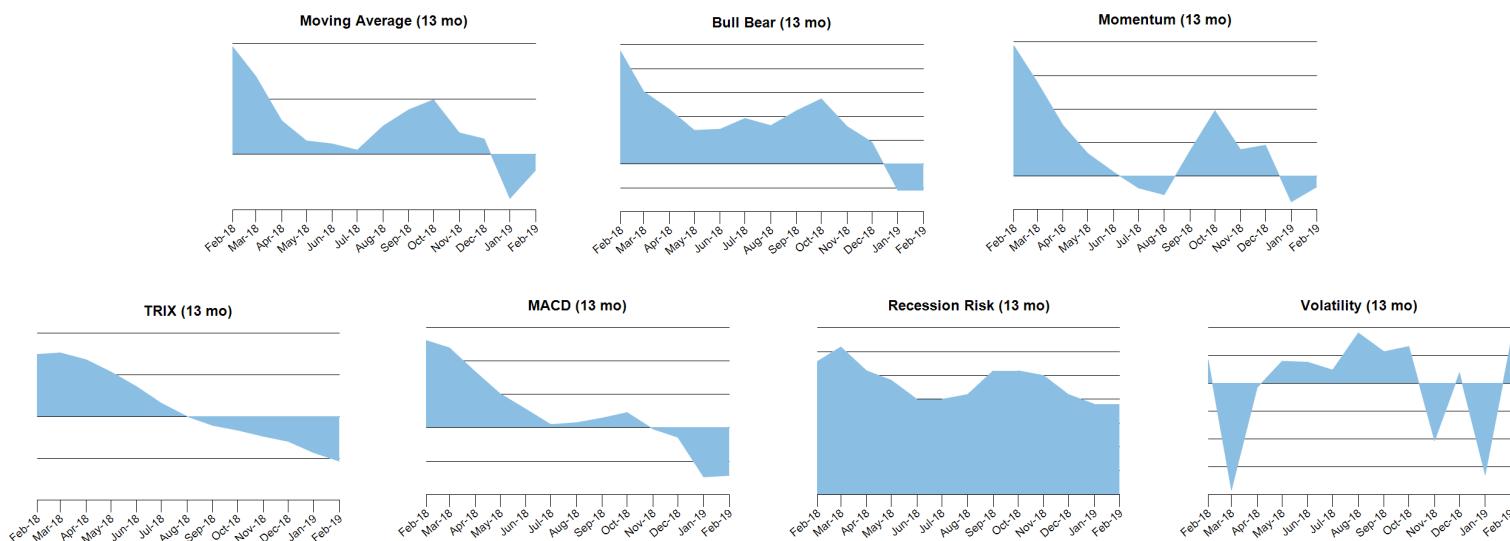 Moving Average (13 mo)
Feb-18 Mar-18 Apr-18 May-18 Jun-18 Jul-18 Aug-18 Sep-18 Oct-18 Nov-18 Dec-18 Jan-19 Feb-19
Bull Bear (13 mo)
Feb-18 Mar-18 Apr-18 May-18 Jun-18 Jul-18 Aug-18 Sep-18 Oct-18 Nov-18 Dec-18 Jan-19 Feb-19
Momentum (13 mo)
Feb-18 Mar-18 Apr-18 May-18 Jun-18 Jul-18 Aug-18 Sep-18 Oct-18 Nov-18 Dec-18 Jan-19 Feb-19
TRIX (13 mo)
Feb-18 Mar-18 Apr-18 May-18 Jun-18 Jul-18 Aug-18 Sep-18 Oct-18 Nov-18 Dec-18 Jan-19 Feb-19
MACD (13 mo)
Feb-18 Mar-18 Apr-18 May-18 Jun-18 Jul-18 Aug-18 Sep-18 Oct-18 Nov-18 Dec-18 Jan-19 Feb-19
Recession Risk (13 mo)
Feb-18 Mar-18 Apr-18 May-18 Jun-18 Jul-18 Aug-18 Sep-18 Oct-18 Nov-18 Dec-18 Jan-19 Feb-19
Volatility (13 mo)
Feb-18 Mar-18 Apr-18 May-18 Jun-18 Jul-18 Aug-18 Sep-18 Oct-18 Nov-18 Dec-18 Jan-19 Feb-19